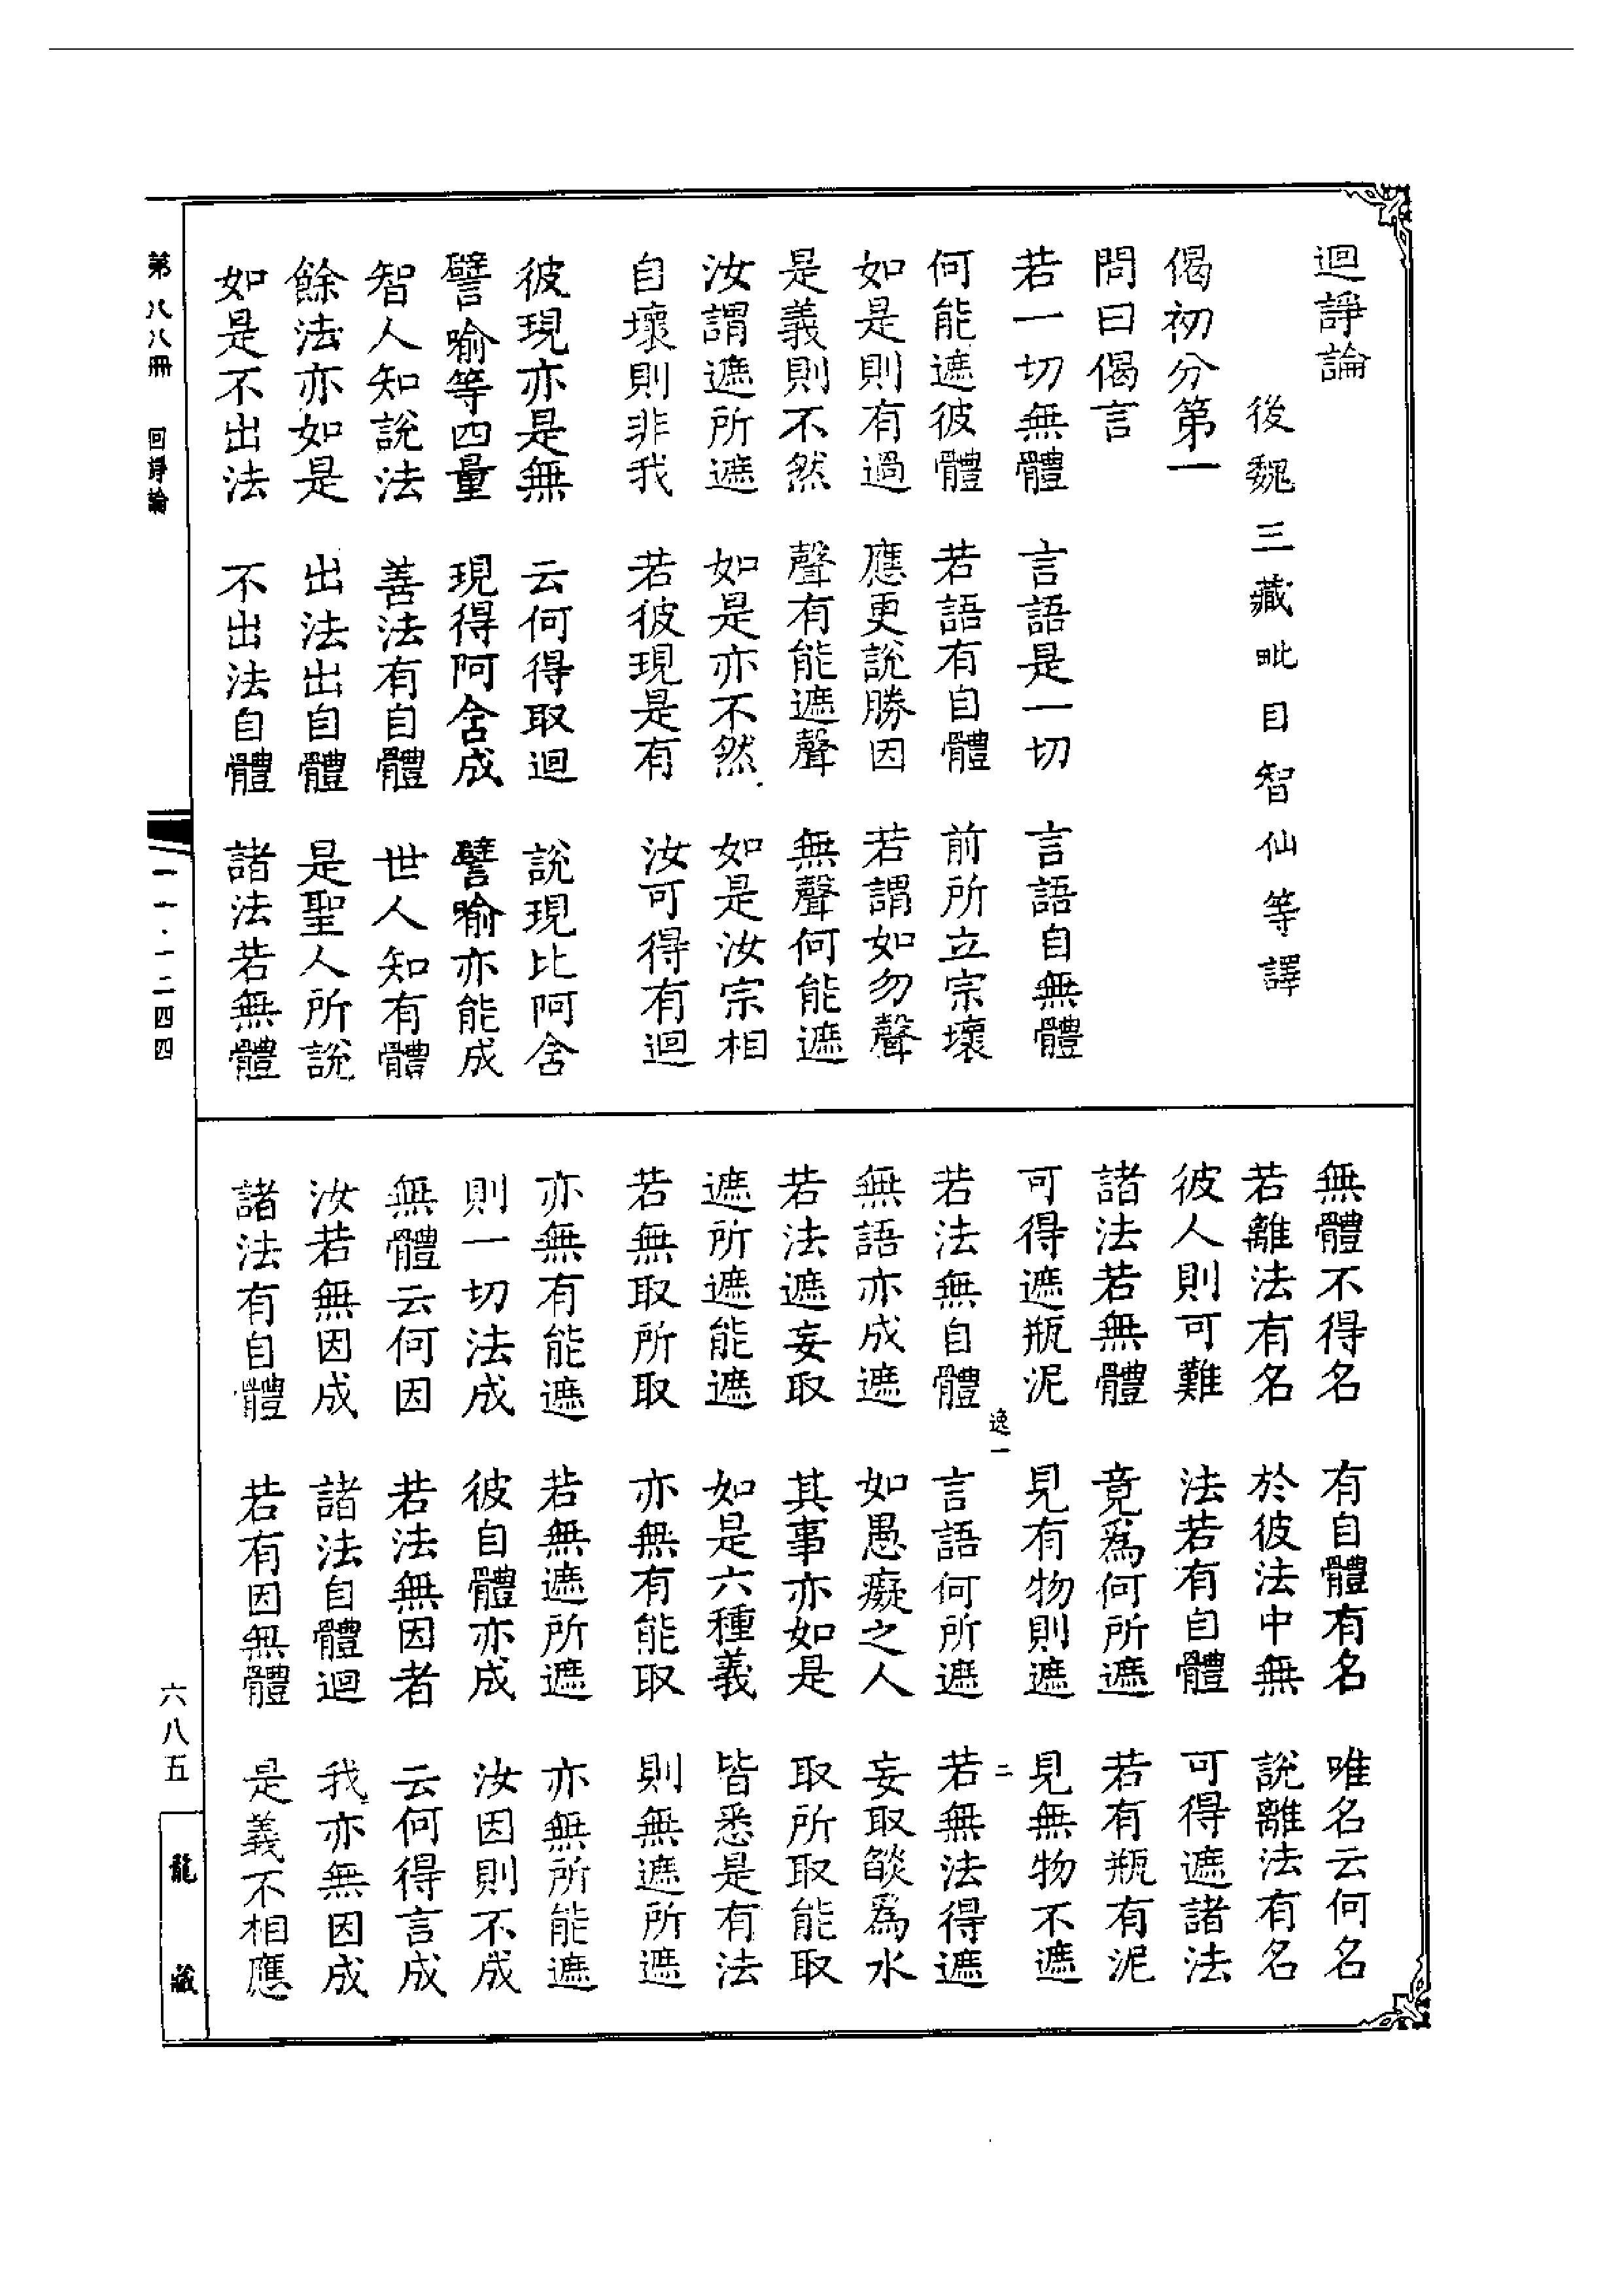 迴諍論
後魏三藏毗目智仙等譯
偈初分第一
問曰偈言
若一切無體　言語是一切　言語自無體
何能遮彼體　若語有自體　前所立宗壞
如是則有過　應更說勝因　若謂如勿聲
是義則不然　聲有能遮聲　無聲何能遮
汝謂遮所遮　如是亦不然　如是汝宗相
自壞則非我　若彼現是有　汝可得有迴
彼現亦是無　云何得取迴　說現比阿含
譬喻等四量　現得阿含成　譬喻亦能成
智人知說法　善法有自體　世人知有體
餘法亦如是　出法出自體　是聖人所說
如是不出法　不出法自體　諸法若無體
無體不得名　有自體有名　唯名云何名
若離法有名　於彼法中無　說離法有名
彼人則可難　法若有自體　可得遮諸法
諸法若無體　竟為何所遮　若有瓶有泥
可得遮瓶泥　見有物則遮　見無物不遮
逸一　二
若法無自體　言語何所遮　若無法得遮
無語亦成遮　如愚癡之人　妄取燄為水
若法遮妄取　其事亦如是　取所取能取
遮所遮能遮　如是六種義　皆悉是有法
若無取所取　亦無有能取　則無遮所遮
亦無有能遮　若無遮所遮　亦無所能遮
則一切法成　彼自體亦成　汝因則不成
無體云何因　若法無因者　云何得言成
汝若無因成　諸法自體迴　我亦無因成
諸法有自體　若有因無體　是義不相應
第八八冊　回諍論
一一·一二四四
六八五
龍藏